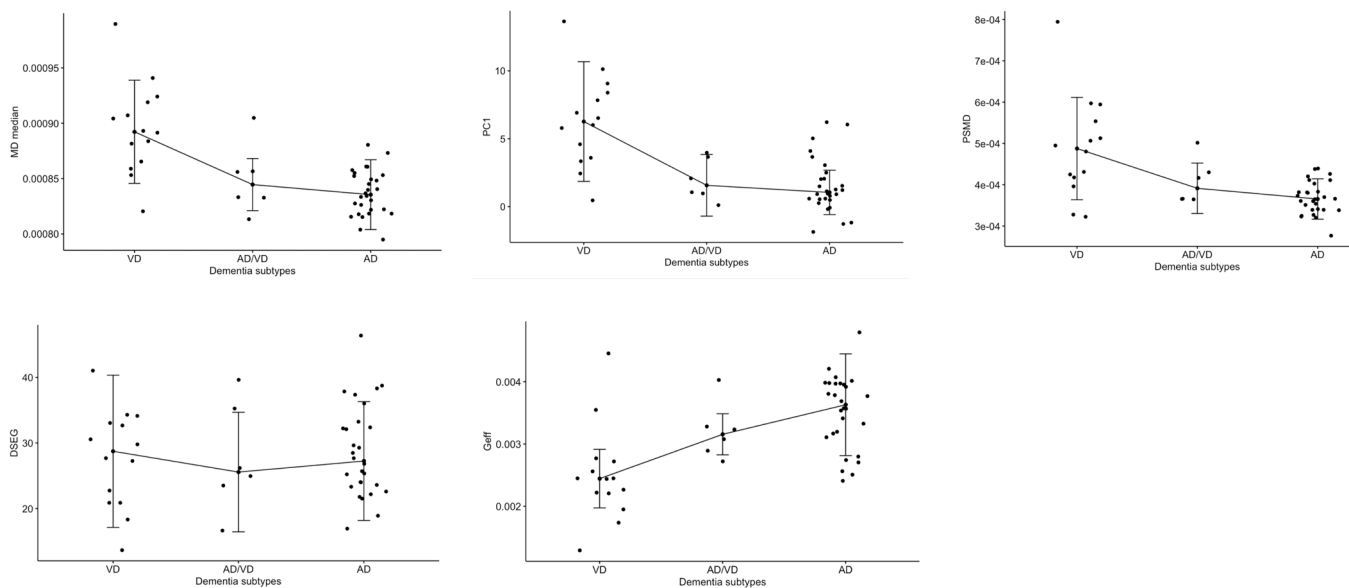 MD median
0.00095
0.00090
0.00085
0.00080
VD AD/VD AD
Dementia subtypes
PC1
10
5
0
VD AD/VD AD
Dementia subtypes
PSMD
8e-04
7e-04
6e-04
5e-04
4e-04
3e-04
VD AD/VD AD
Dementia subtypes
DSEG
40
30
20
VD AD/VD AD
Dementia subtypes
Geff
0.004
0.003
0.002
VD AD/VD AD
Dementia subtypes